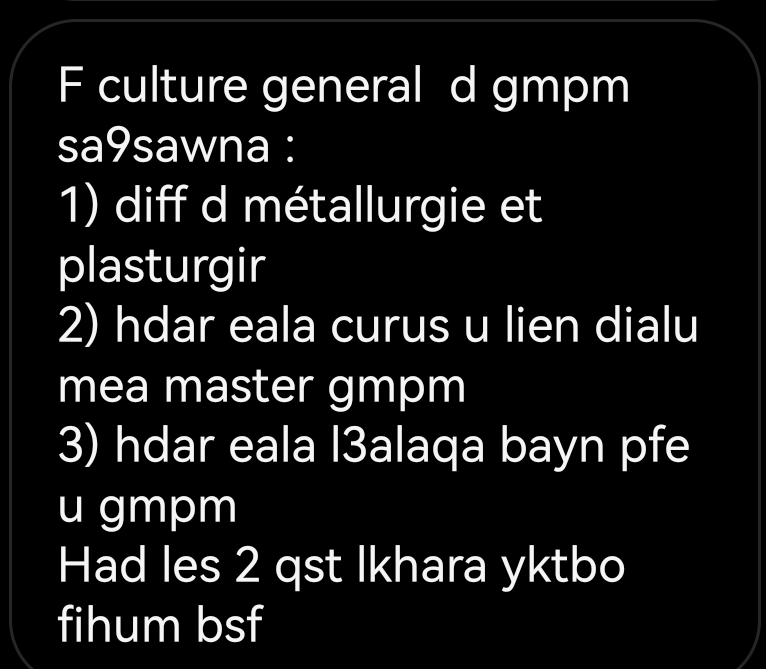 F culture general d gmpm
sa9sawna :
1) diff d métallurgie et
plasturgir
2) hdar eala curus u lien dialu
mea master gmpm
3) hdar eala l3alaqa bayn pfe
u gmpm
Had les 2 qst lkhara yktbo
fihum bsf